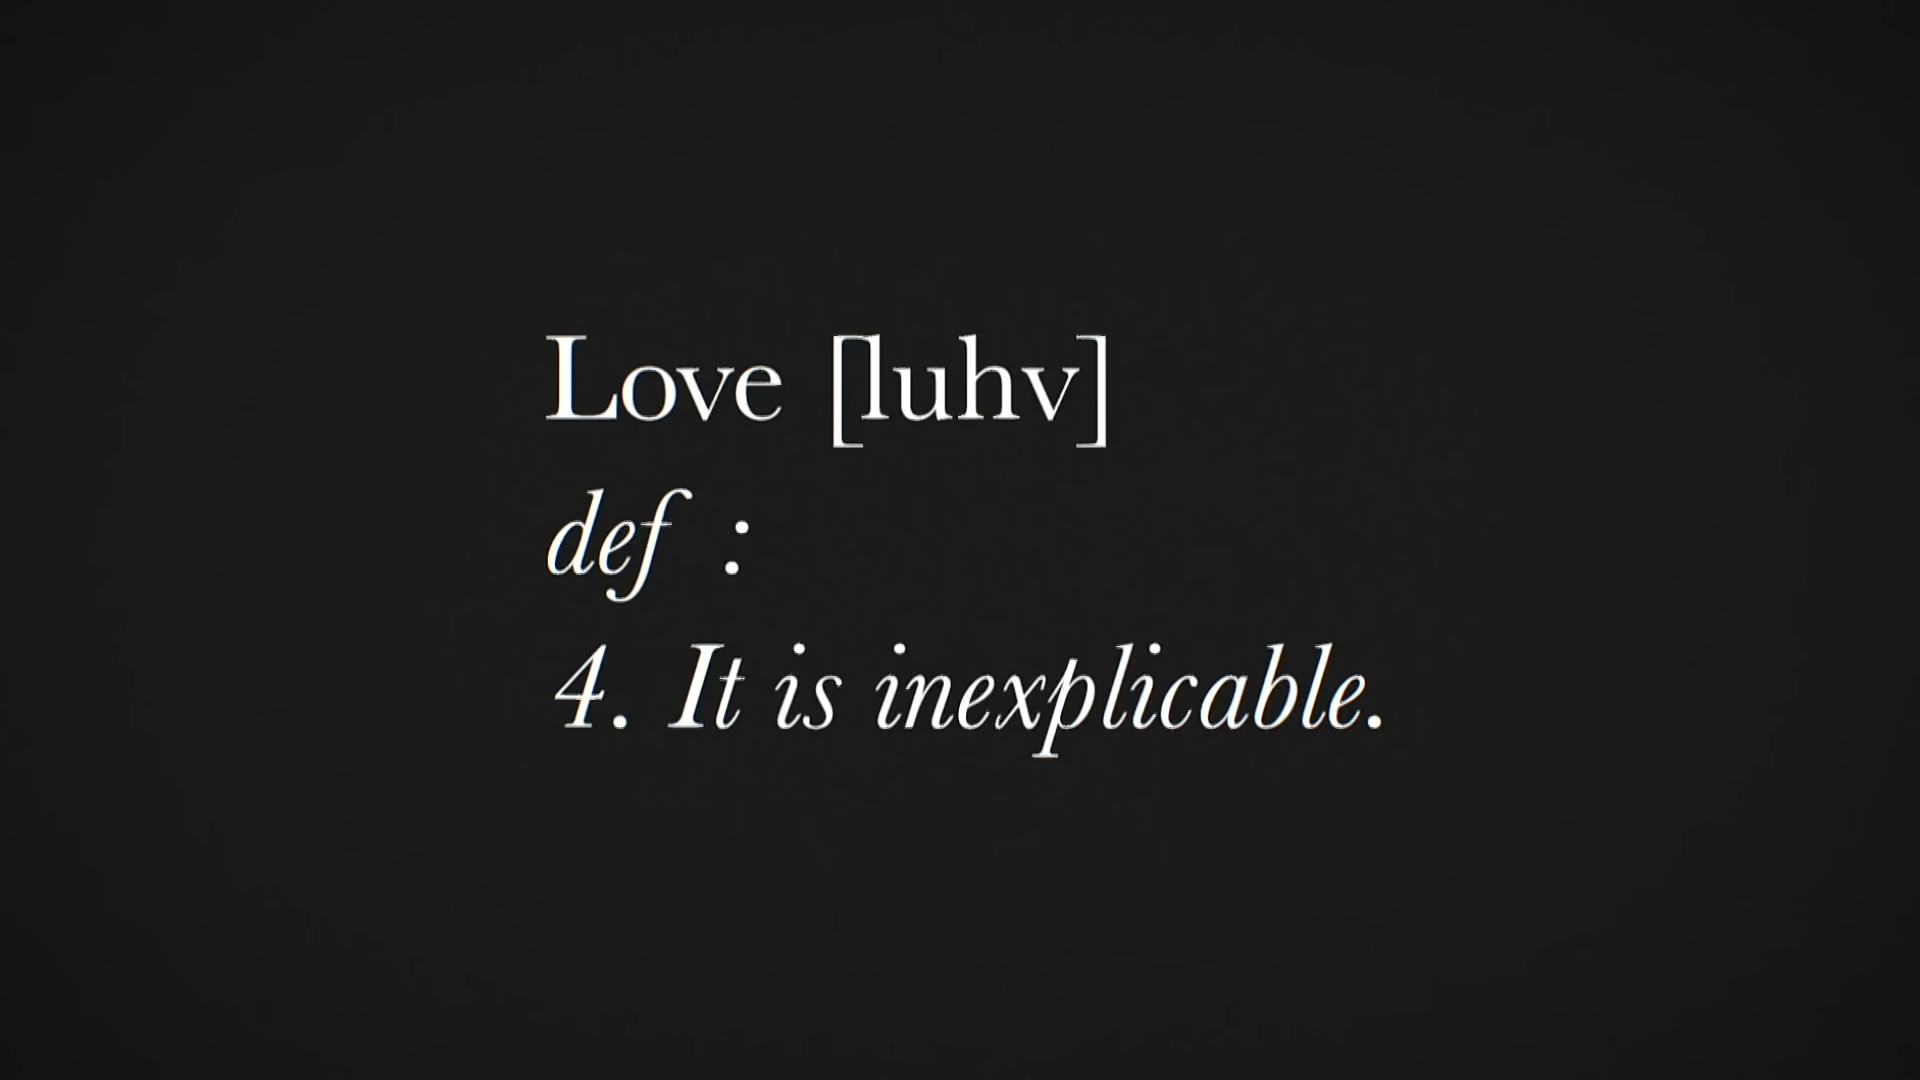 Love [luhv]
def :
4. It is inexplicable.